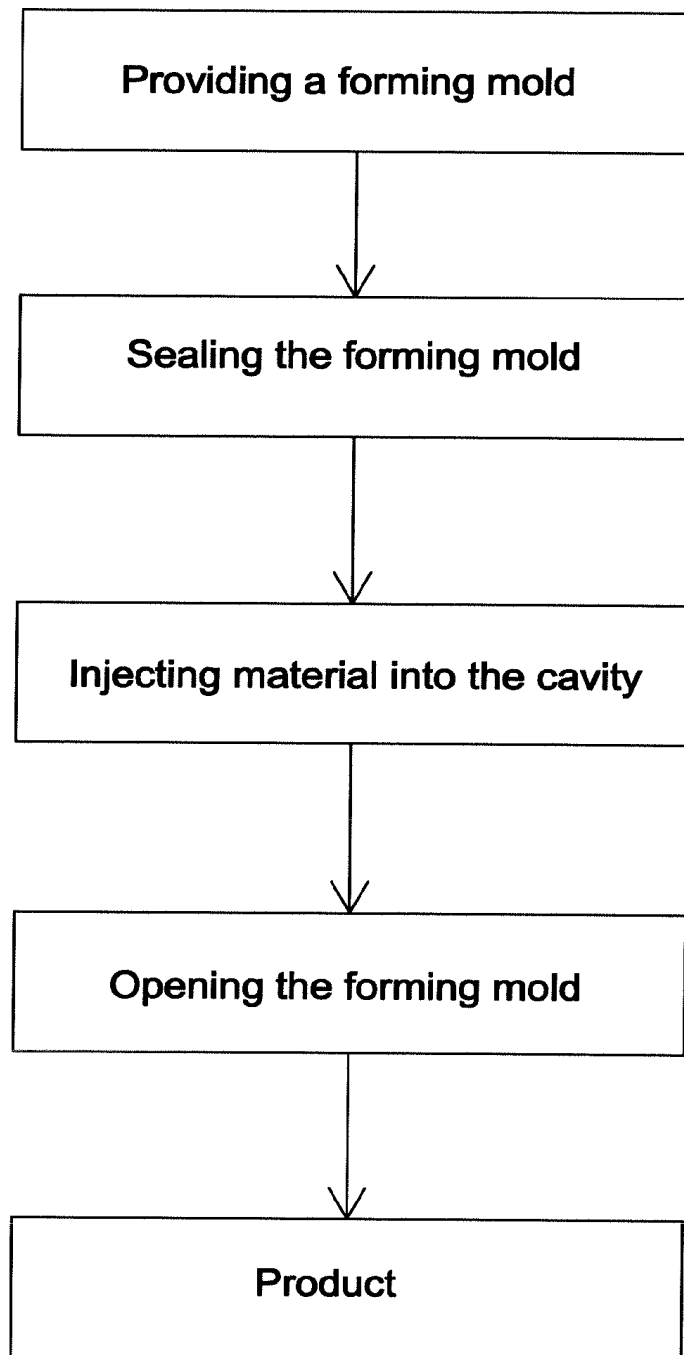 Providing a forming mold
Sealing the forming mold
Injecting material into the cavity
Opening the forming mold
Product